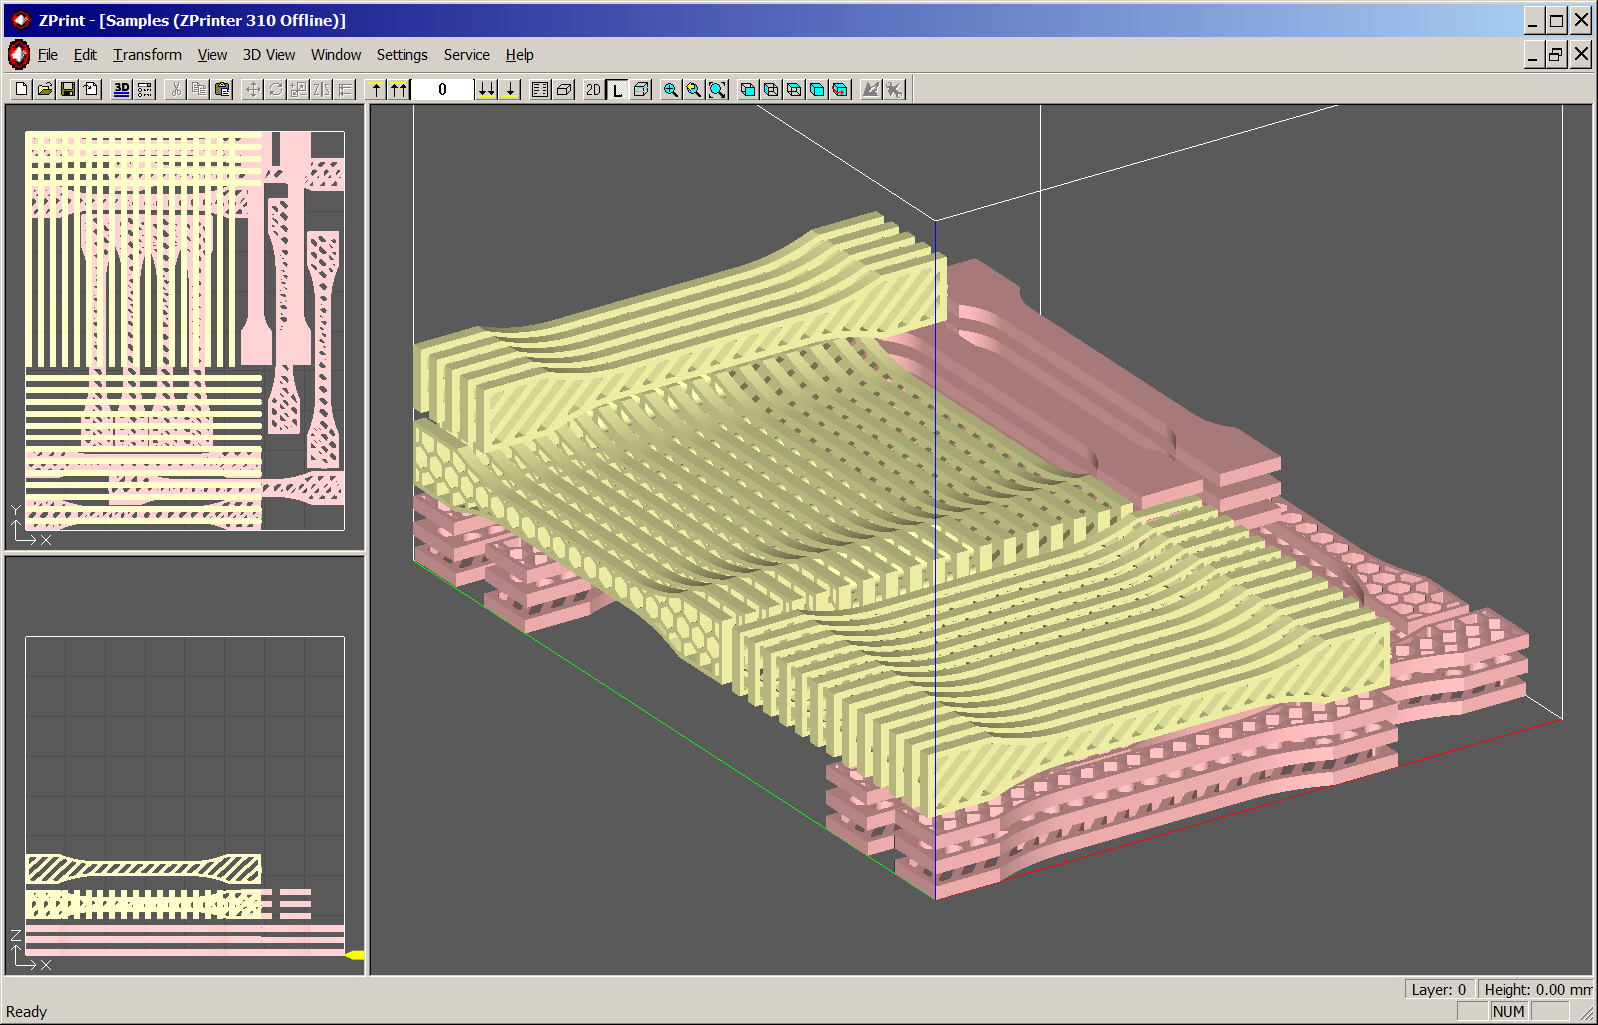 ZPrint - [Samples (ZPrinter 310 Offline)]
File Edit Transform View 3D View Window Settings Service Help
3D 0 2D L
Y
X
Z
X
Layer: 0 Height: 0.00 mm
Ready NUM